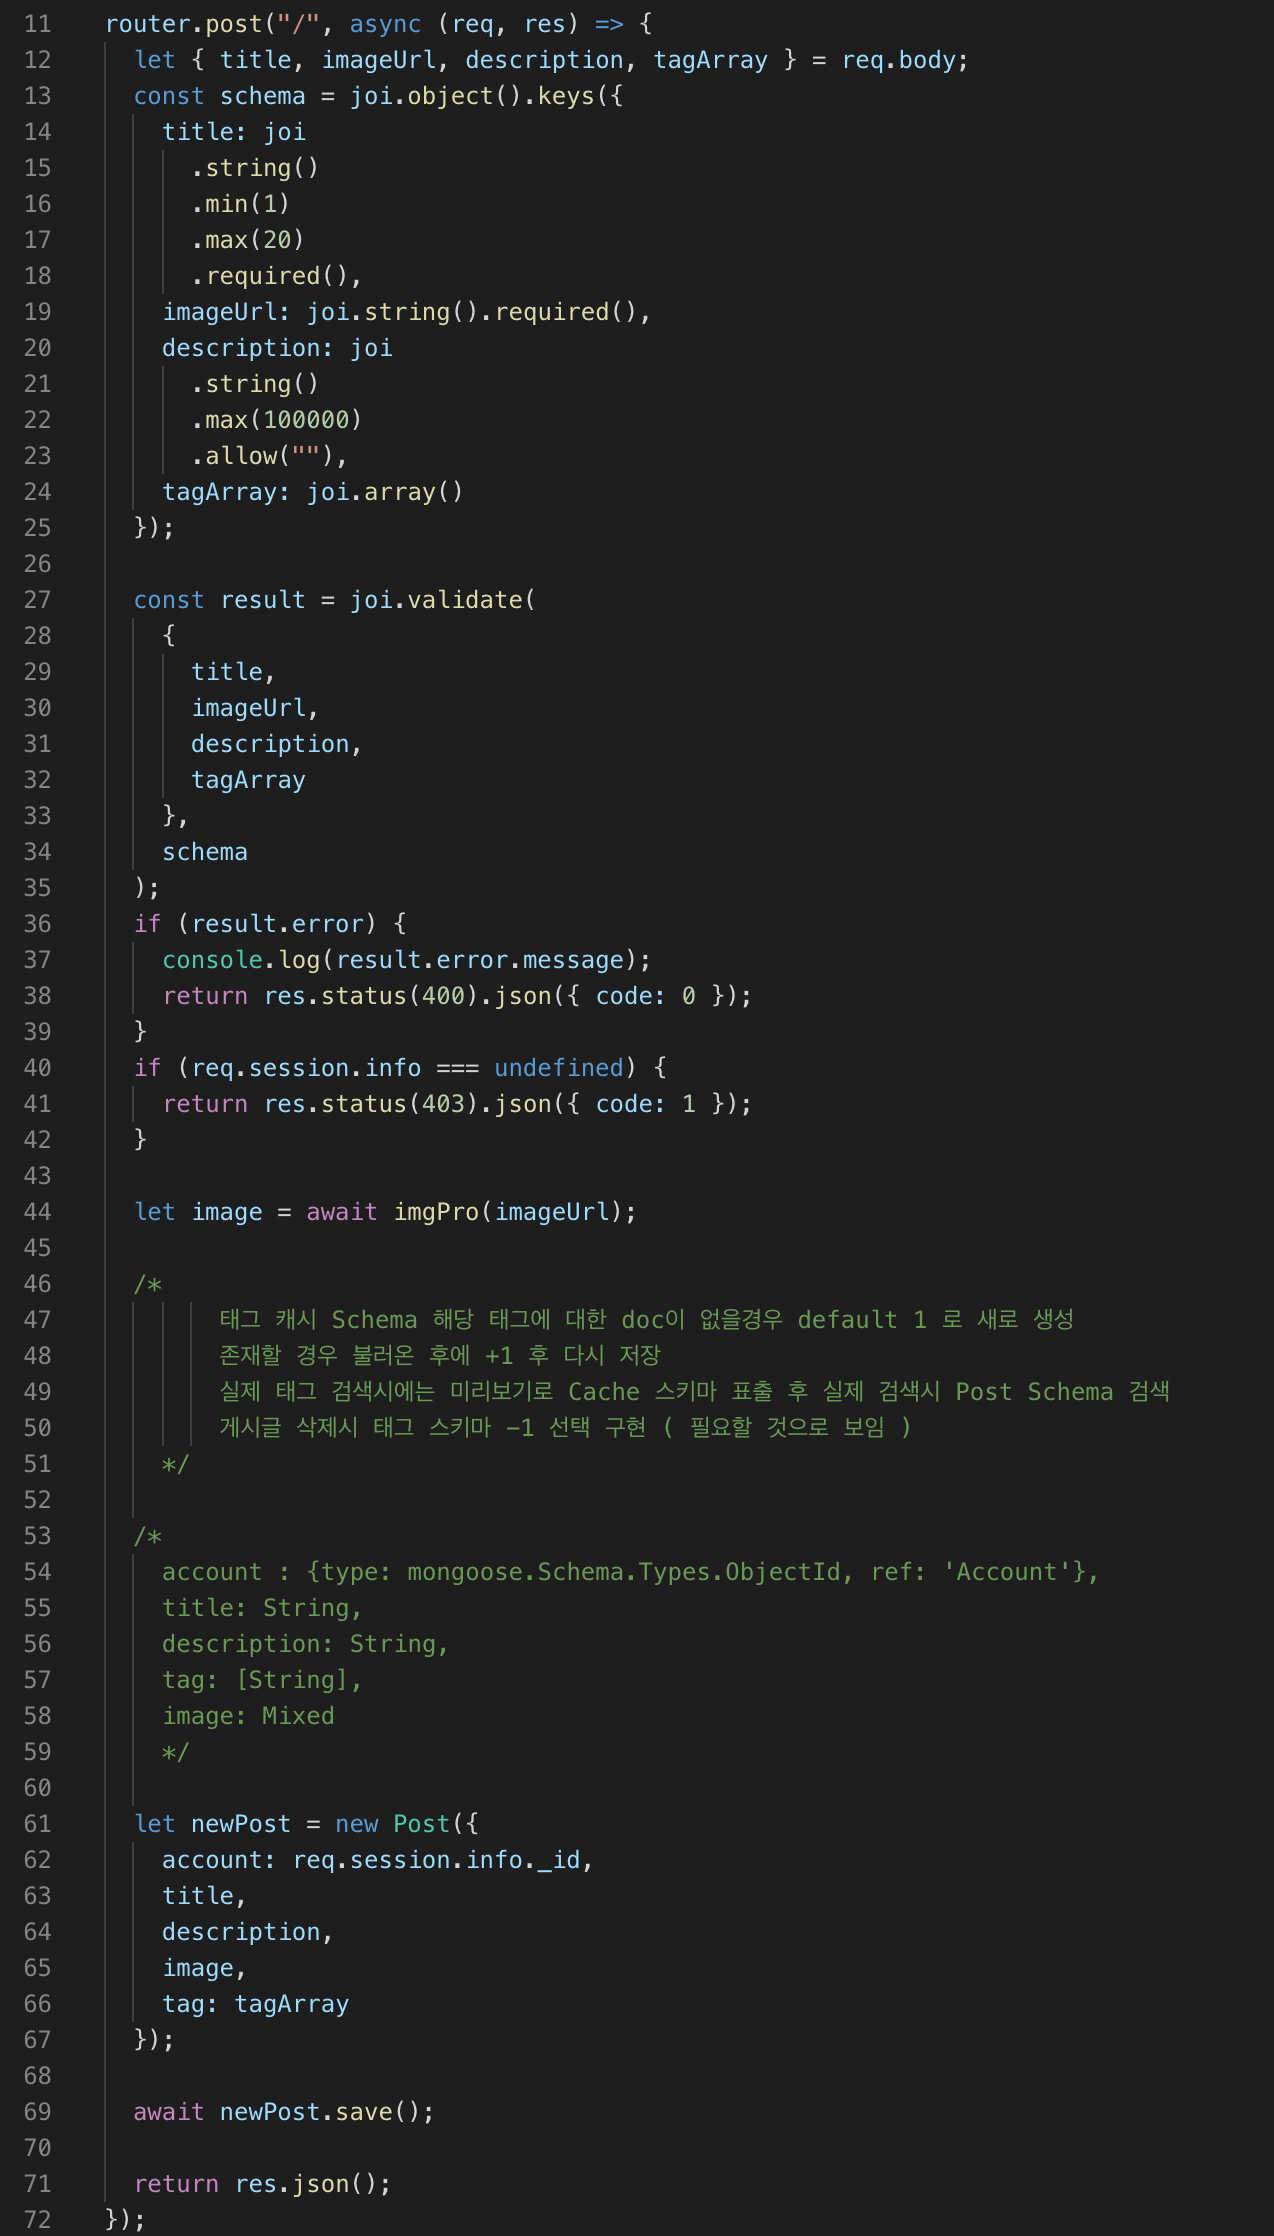 11 router.post("/", async (req, res) => {
12 let { title, imageUrl, description, tagArray } = req.body;
13 const schema = joi.object().keys({
14 title: joi
15 .string()
16 .min(1)
17 .max(20)
18 .required(),
19 imageUrl: joi.string().required(),
20 description: joi
21 .string()
22 .max(100000)
23 .allow(""),
24 tagArray: joi.array()
25 });
26
27 const result = joi.validate(
28 {
29 title,
30 imageUrl,
31 description,
32 tagArray
33 },
34 schema
35 );
36 if (result.error) {
37 console.log(result.error.message);
38 return res.status(400).json({ code: 0 });
39 }
40 if (req.session.info === undefined) {
41 return res.status(403).json({ code: 1 });
42 }
43
44 let image = await imgPro(imageUrl);
45
46 /*
47 태그 캐시 Schema 해당 태그에 대한 doc이 없을경우 default 1 로 새로 생성
48 존재할 경우 불러온 후에 +1 후 다시 저장
49 실제 태그 검색시에는 미리보기로 Cache 스키마 표출 후 실제 검색시 Post Schema 검색
50 게시글 삭제시 태그 스키마 -1 선택 구현 ( 필요할 것으로 보임 )
51 */
52
53 /*
54 account : {type: mongoose.Schema.Types.ObjectId, ref: 'Account'},
55 title: String,
56 description: String,
57 tag: [String],
58 image: Mixed
59 */
60
61 let newPost = new Post({
62 account: req.session.info._id,
63 title,
64 description,
65 image,
66 tag: tagArray
67 });
68
69 await newPost.save();
70
71 return res.json();
72 });